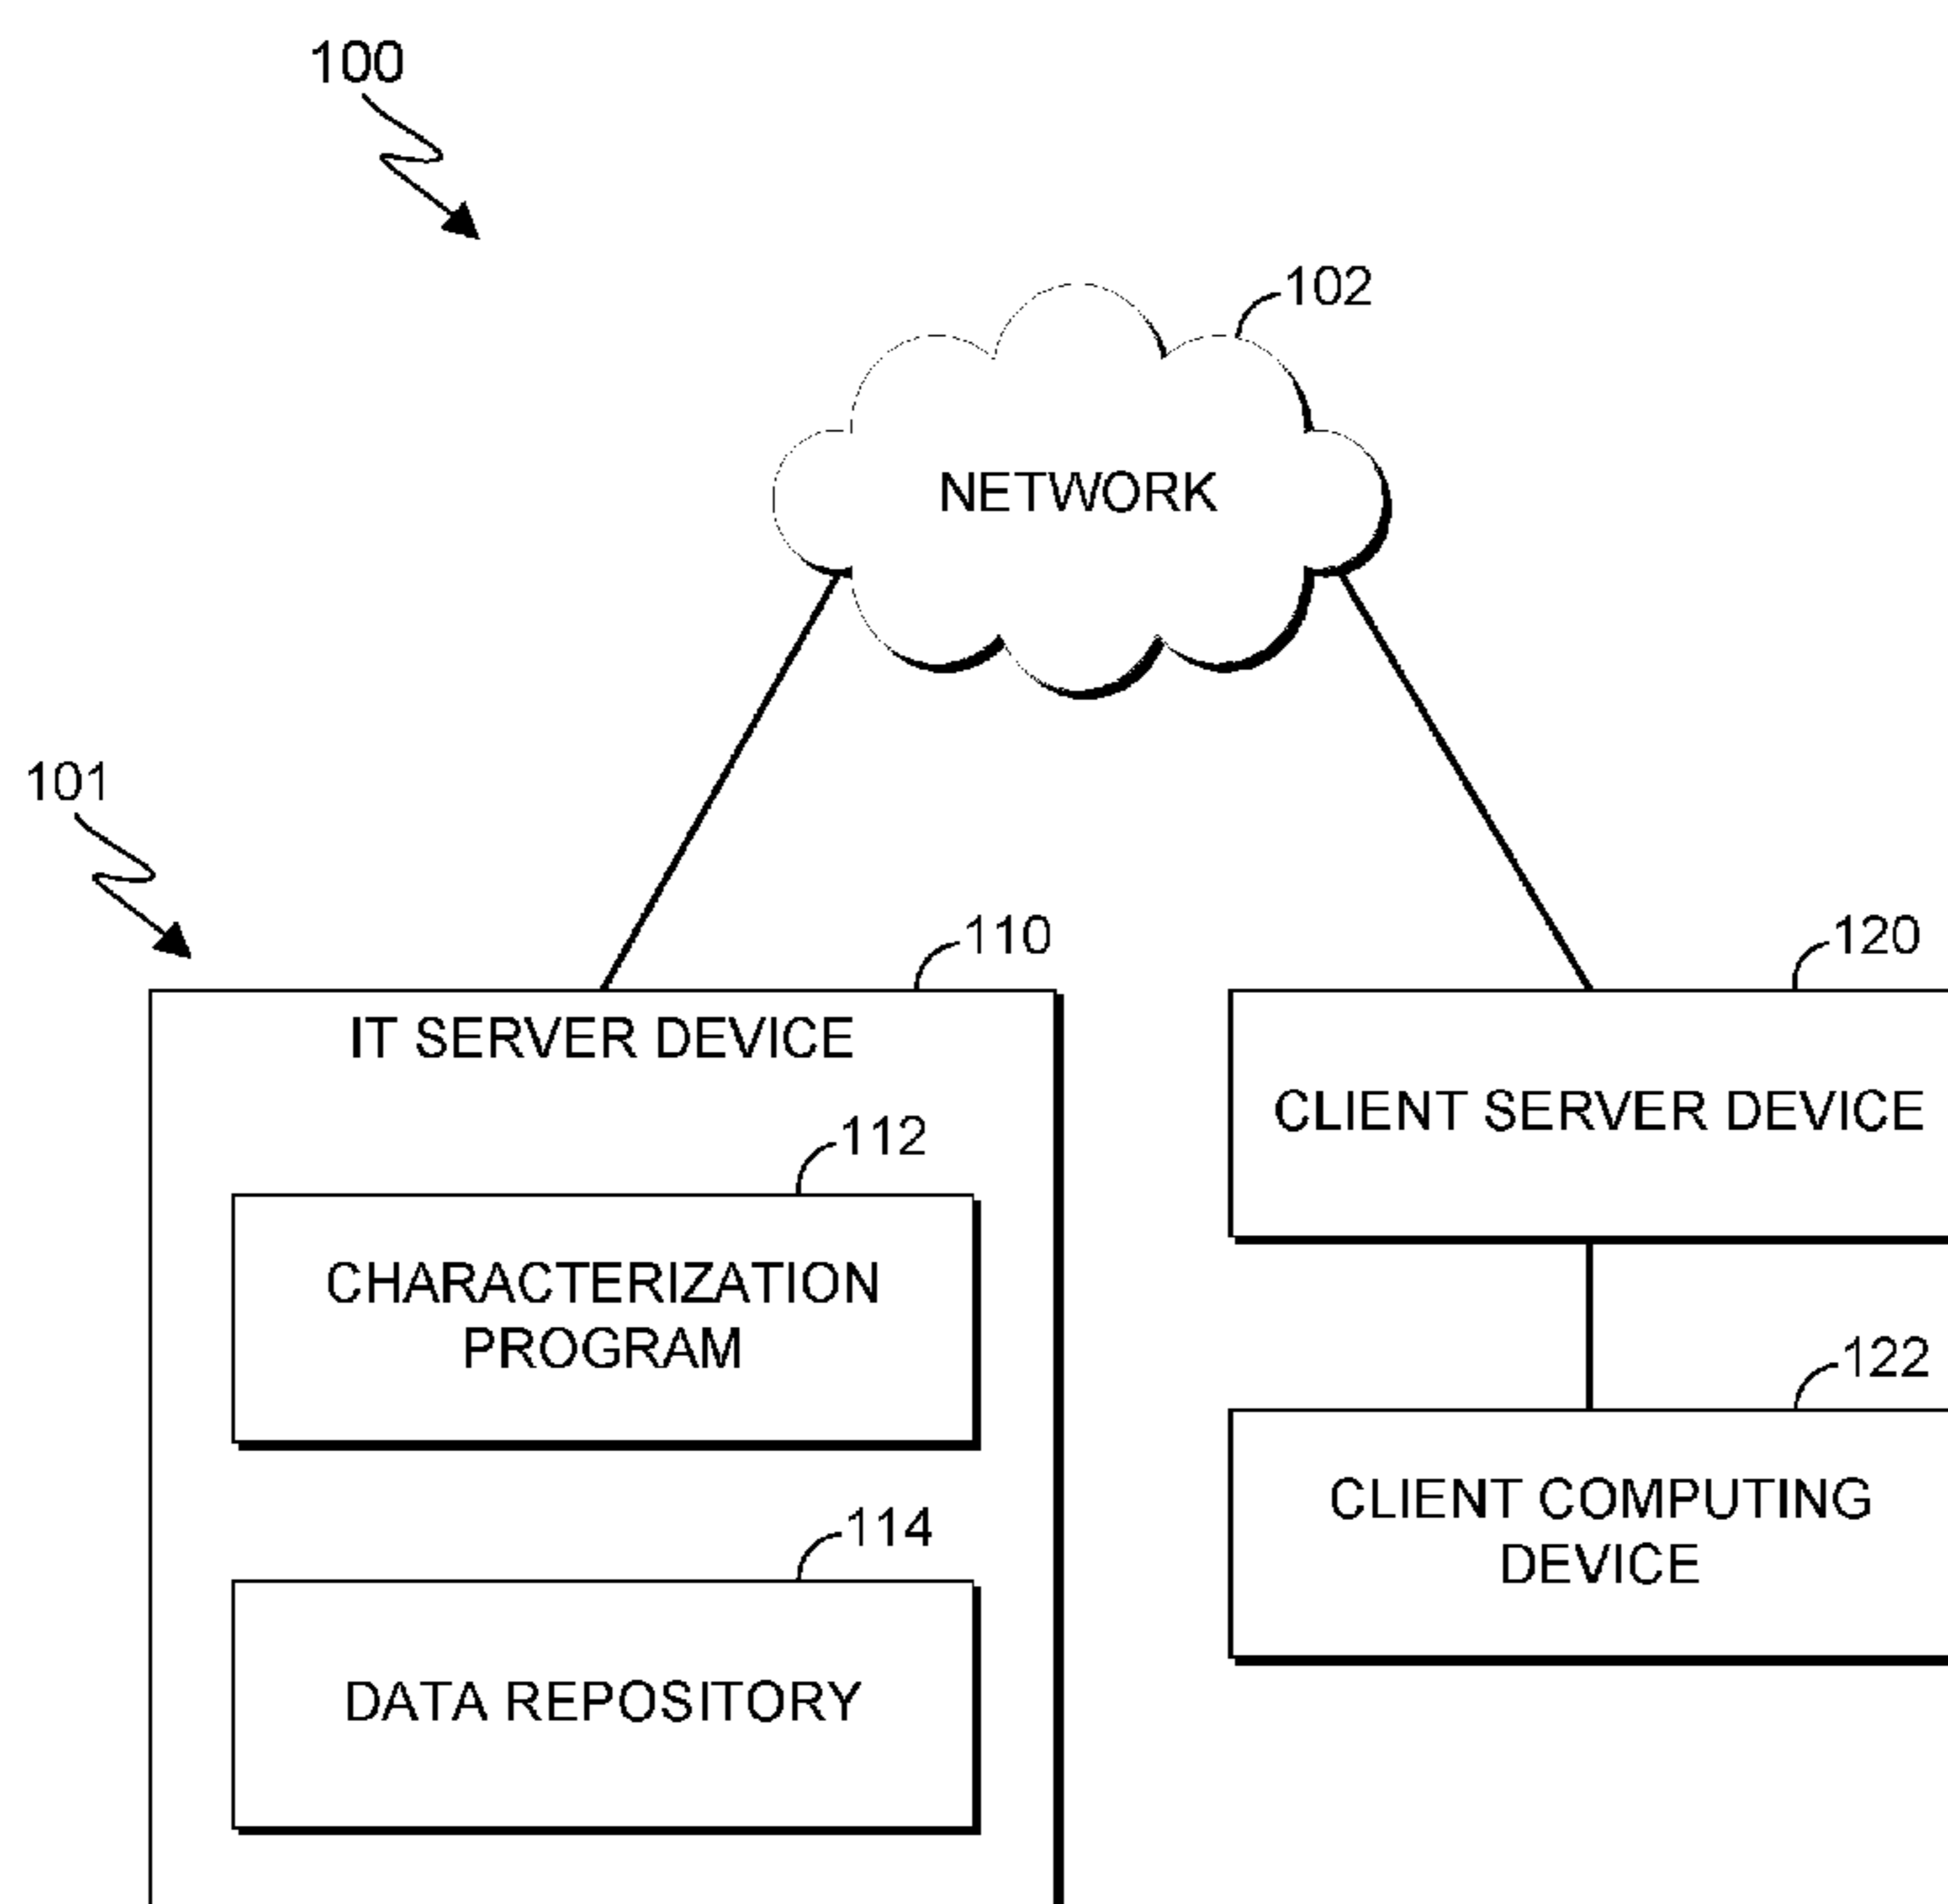 100
102
NETWORK
101
110
120
IT SERVER DEVICE
CLIENT SERVER DEVICE
112
CHARACTERIZATION
PROGRAM
122
CLIENT COMPUTING
DEVICE
114
DATA REPOSITORY